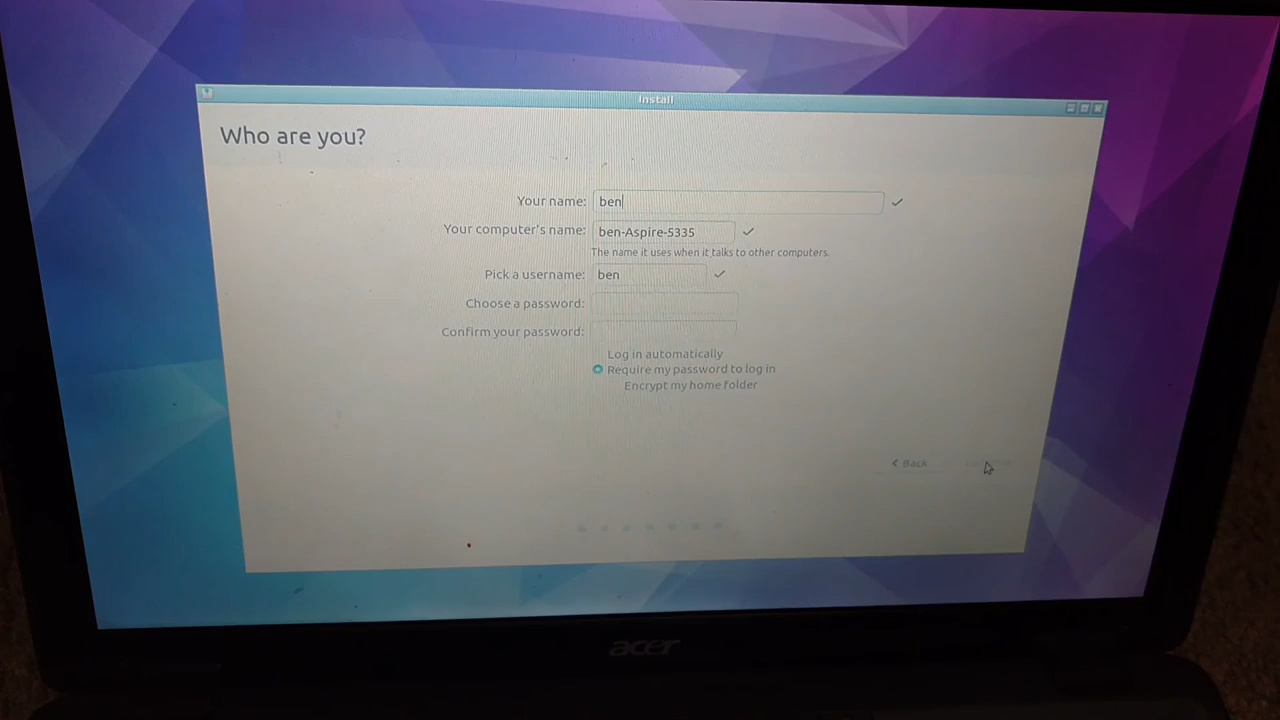 Install
Who are you?
Your name: ben
Your computer's name: ben-Aspire-5335
The name it uses when it talks to other computers.
Pick a username: ben
Choose a password:
Confirm your password:
Log in automatically
Require my password to log in
Encrypt my home folder
Back
acer